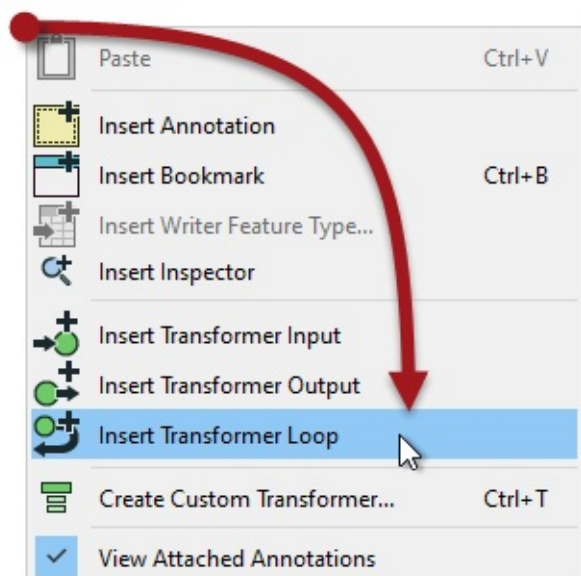 Paste Ctrl+V
Insert Annotation
Insert Bookmark Ctrl+B
Insert Writer Feature Type...
Insert Inspector
Insert Transformer Input
Insert Transformer Output
Insert Transformer Loop
Create Custom Transformer... Ctrl+T
View Attached Annotations